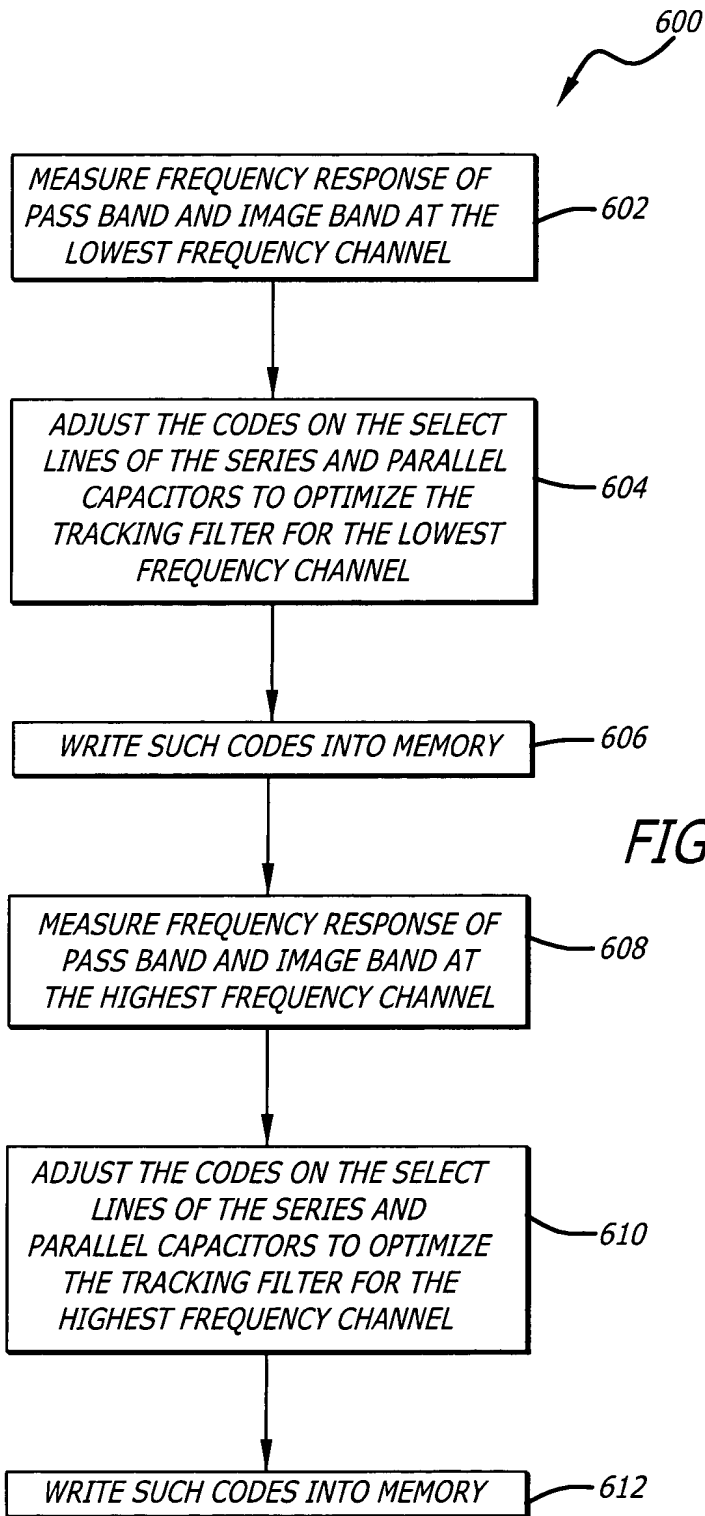 600
MEASURE FREQUENCY RESPONSE OF
PASS BAND AND IMAGE BAND AT THE
LOWEST FREQUENCY CHANNEL
602
ADJUST THE CODES ON THE SELECT
LINES OF THE SERIES AND PARALLEL
CAPACITORS TO OPTIMIZE THE
TRACKING FILTER FOR THE LOWEST
FREQUENCY CHANNEL
604
WRITE SUCH CODES INTO MEMORY
606
FIG
MEASURE FREQUENCY RESPONSE OF
PASS BAND AND IMAGE BAND AT
THE HIGHEST FREQUENCY CHANNEL
608
ADJUST THE CODES ON THE SELECT
LINES OF THE SERIES AND
PARALLEL CAPACITORS TO OPTIMIZE
THE TRACKING FILTER FOR THE
HIGHEST FREQUENCY CHANNEL
610
WRITE SUCH CODES INTO MEMORY
612